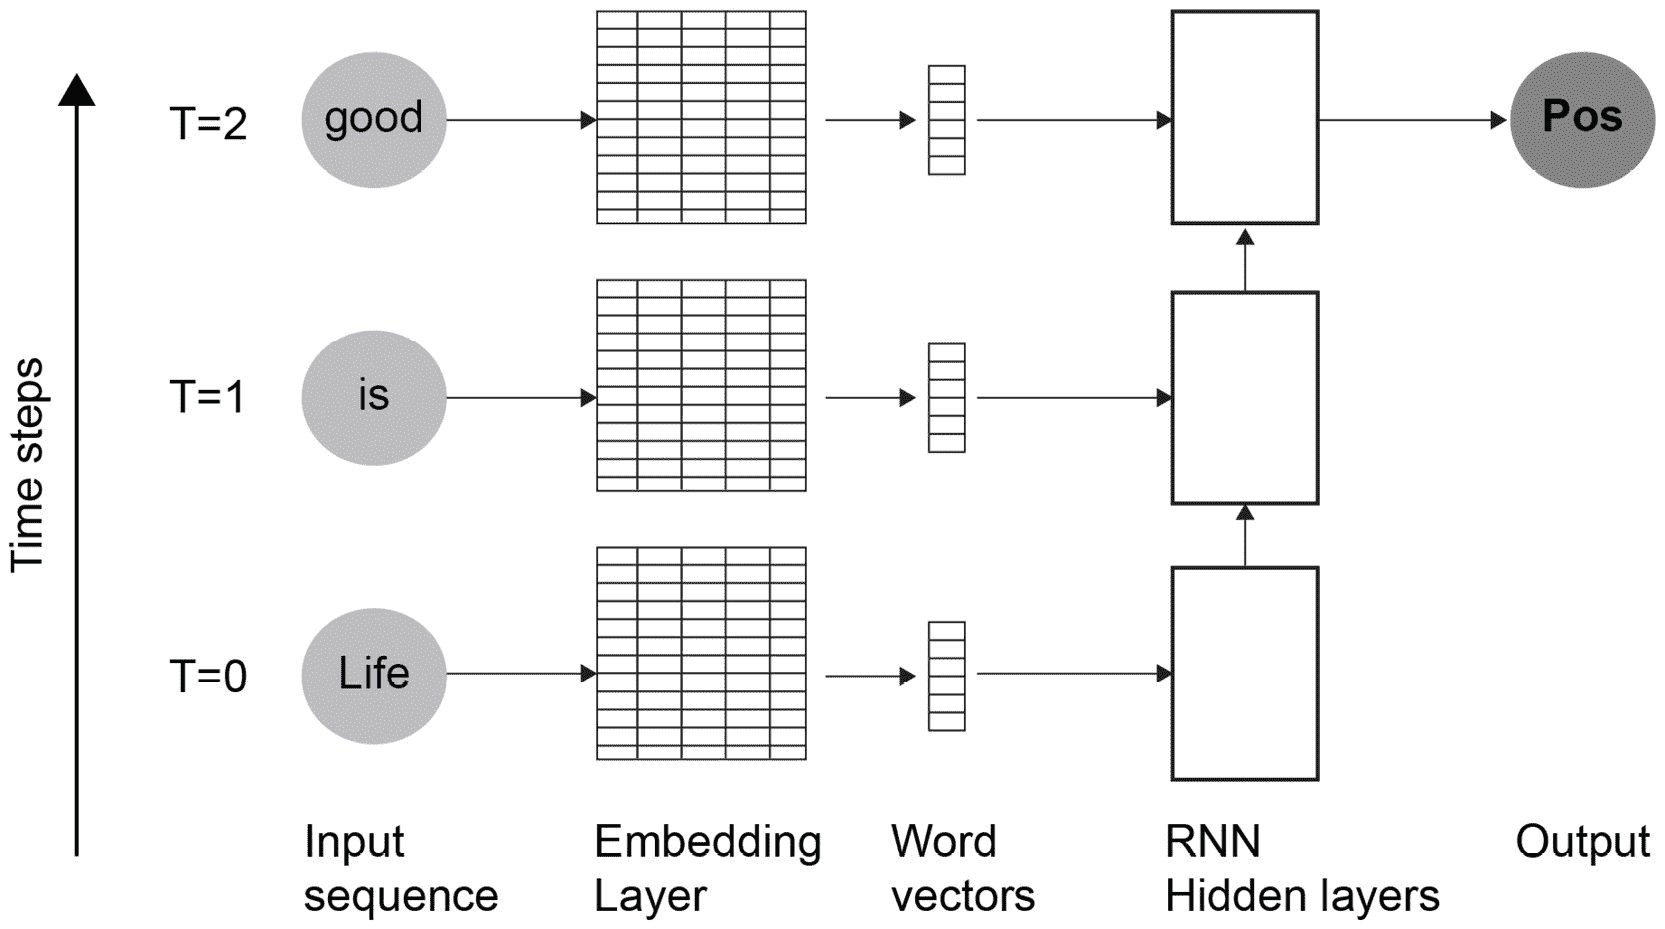 T=2
good
Pos
T=1
is
T=0
Life
Time steps
Input
sequence
Embedding
Layer
Word
vectors
RNN
Hidden layers
Output